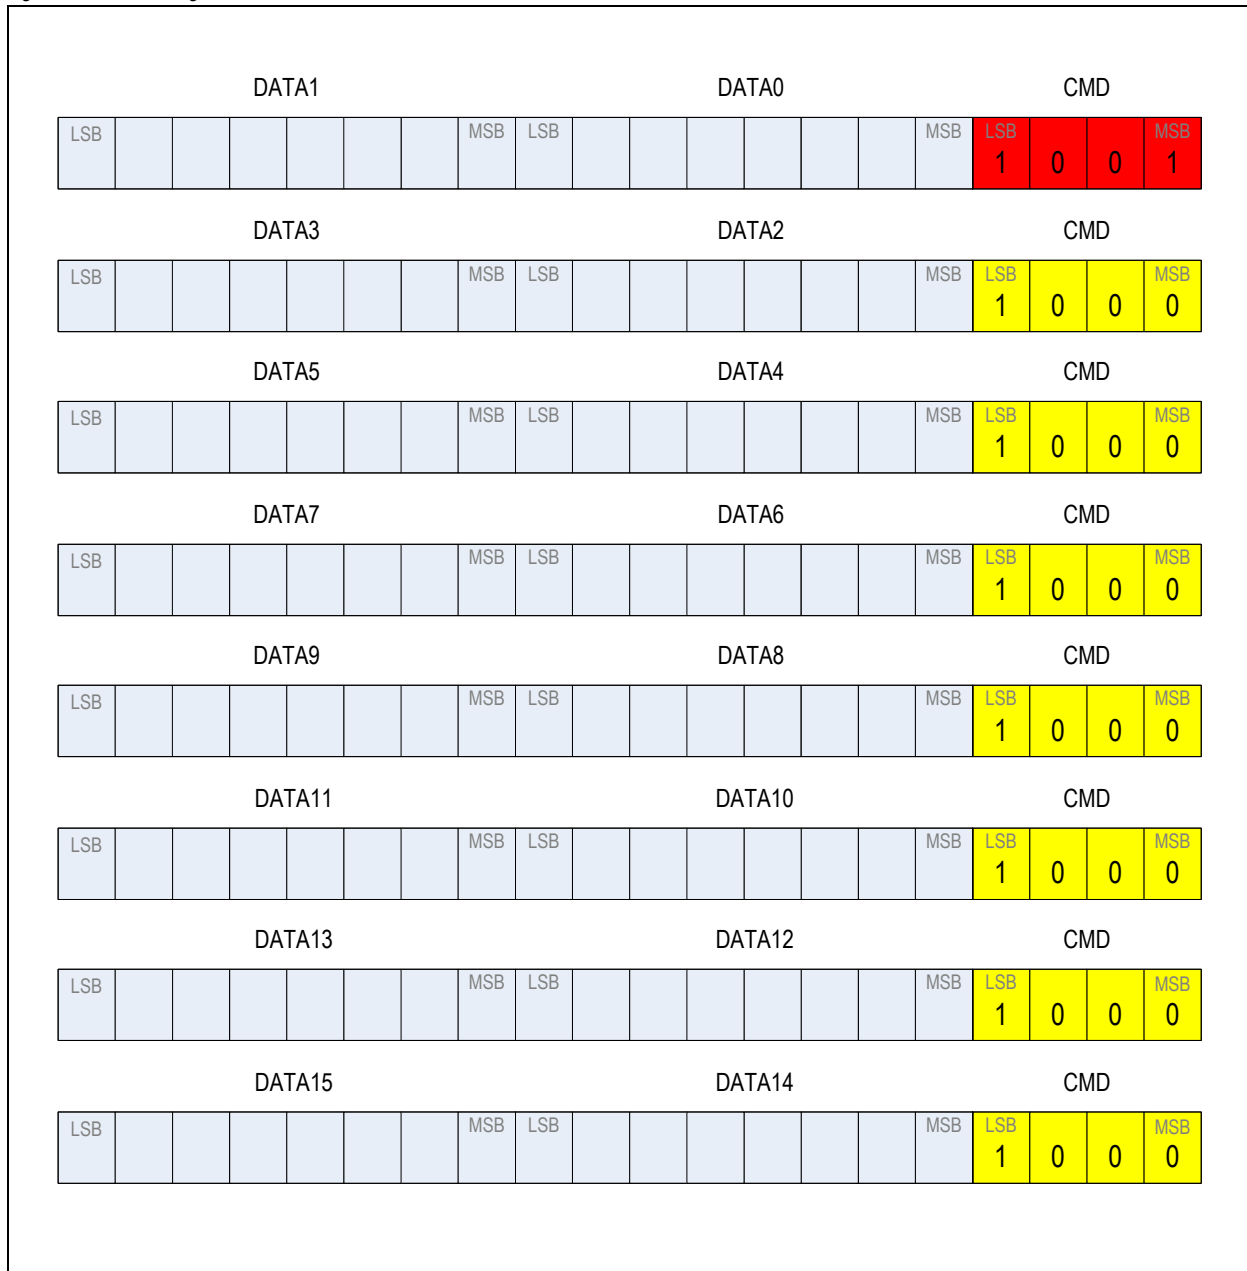 DATA1 DATA0 CMD
LSB MSB LSB MSB LSB MSB
1 0 0 1
DATA3 DATA2 CMD
LSB MSB LSB MSB LSB MSB
1 0 0 0
DATA5 DATA4 CMD
LSB MSB LSB MSB LSB MSB
1 0 0 0
DATA7 DATA6 CMD
LSB MSB LSB MSB LSB MSB
1 0 0 0
DATA9 DATA8 CMD
LSB MSB LSB MSB LSB MSB
1 0 0 0
DATA11 DATA10 CMD
LSB MSB LSB MSB LSB MSB
1 0 0 0
DATA13 DATA12 CMD
LSB MSB LSB MSB LSB MSB
1 0 0 0
DATA15 DATA14 CMD
LSB MSB LSB MSB LSB MSB
1 0 0 0